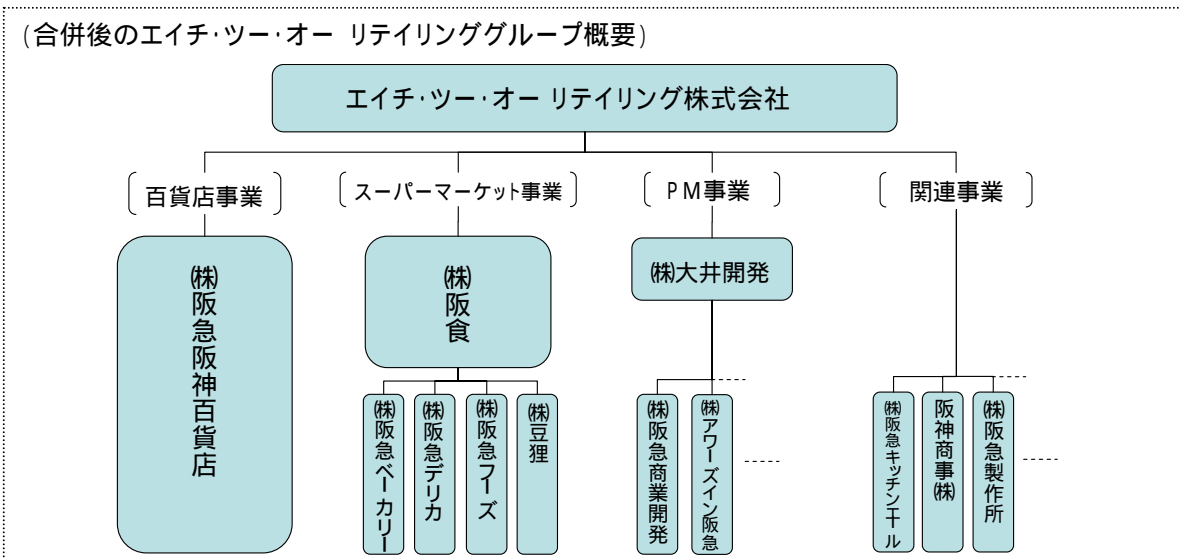 (合併後のエイチ・ツー・オー リテイリンググループ概要)
エイチ・ツー・オー リテイリング株式会社
〔百貨店事業〕
〔スーパーマーケット事業〕
〔PM事業〕
〔関連事業〕
㈱阪急阪神百貨店
㈱阪食
㈱大井開発
㈱阪急ベーカリー
㈱阪急デリカ
㈱阪急フーズ
㈱豆狸
㈱阪急商業開発
㈱アワーズイン阪急
㈱阪急キッチンエール
阪神商事㈱
㈱阪急製作所